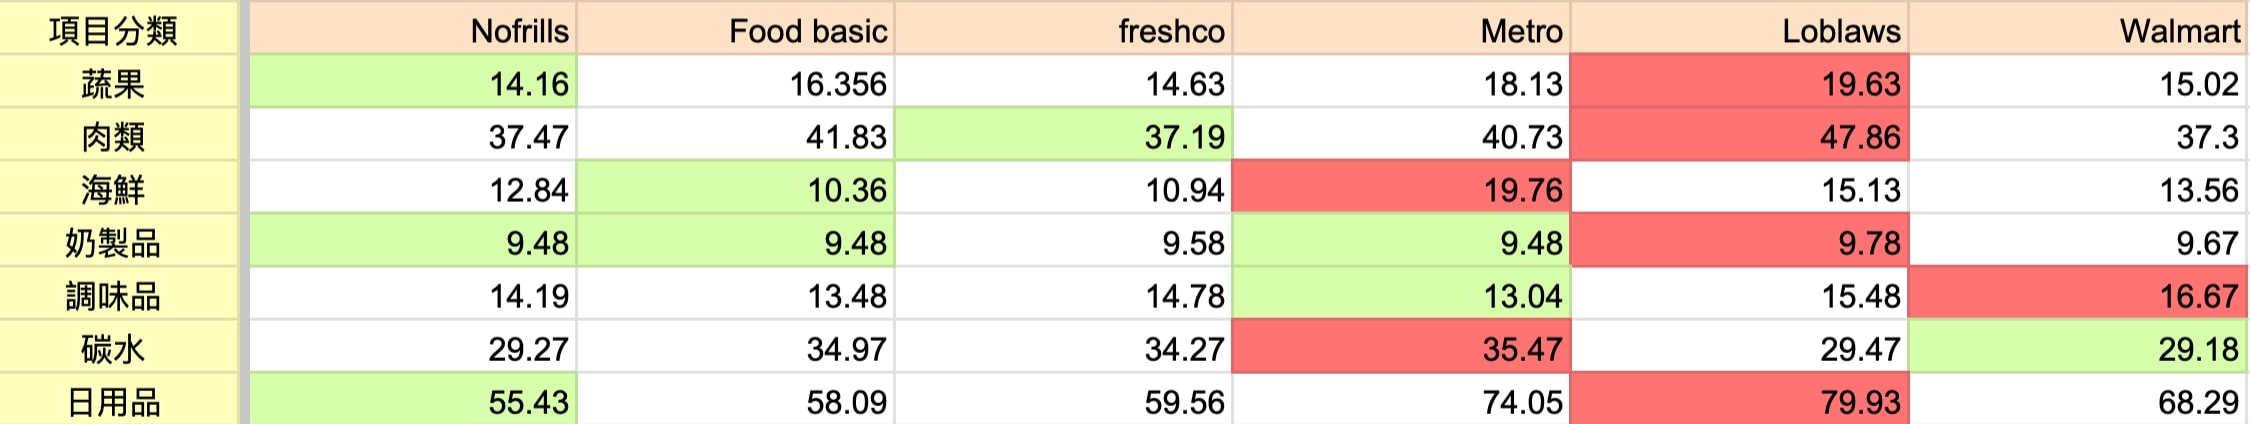 項目分類 Nofrills Food basic freshco Metro Loblaws Walmart
蔬果 14.16 16.356 14.63 18.13 19.63 15.02
肉類 37.47 41.83 37.19 40.73 47.86 37.3
海鮮 12.84 10.36 10.94 19.76 15.13 13.56
奶製品 9.48 9.48 9.58 9.48 9.78 9.67
調味品 14.19 13.48 14.78 13.04 15.48 16.67
碳水 29.27 34.97 34.27 35.47 29.47 29.18
日用品 55.43 58.09 59.56 74.05 79.93 68.29